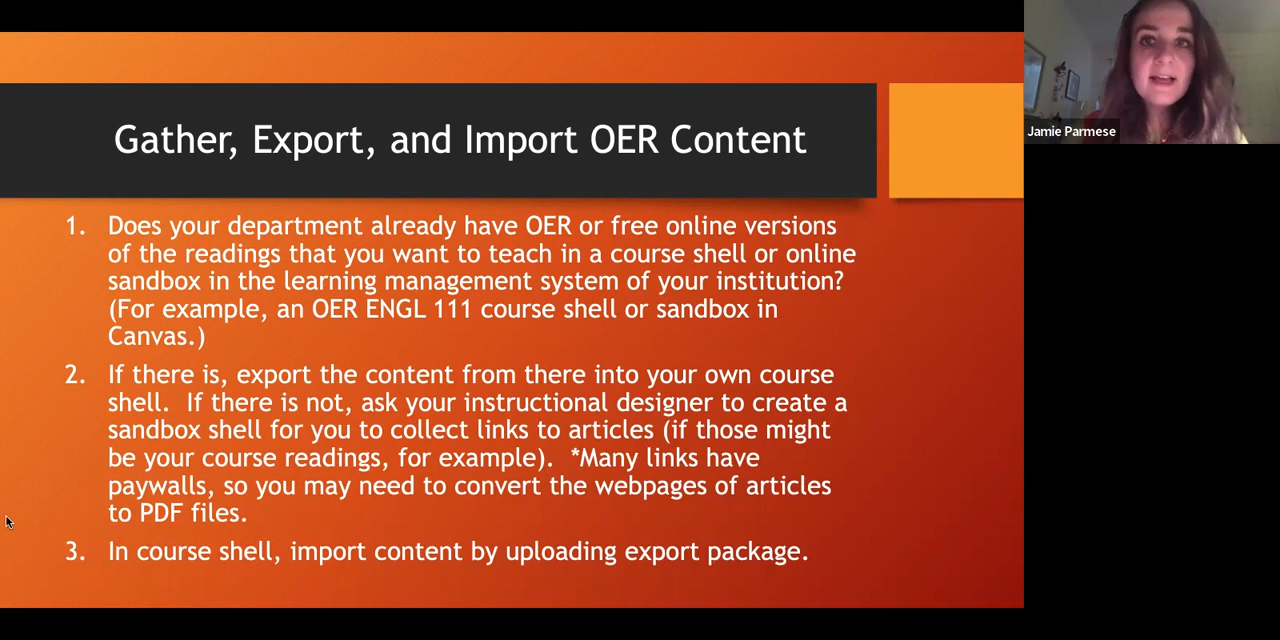 Gather, Export, and Import OER Content
Jamie Parmese
1. Does your department already have OER or free online versions
of the readings that you want to teach in a course shell or online
sandbox in the learning management system of your institution?
(For example, an OER ENGL 111 course shell or sandbox in
Canvas.)
2. If there is, export the content from there into your own course
shell.  If there is not, ask your instructional designer to create a
sandbox shell for you to collect links to articles (if those might
be your course readings, for example).  *Many links have
paywalls, so you may need to convert the webpages of articles
to PDF files.
3. In course shell, import content by uploading export package.